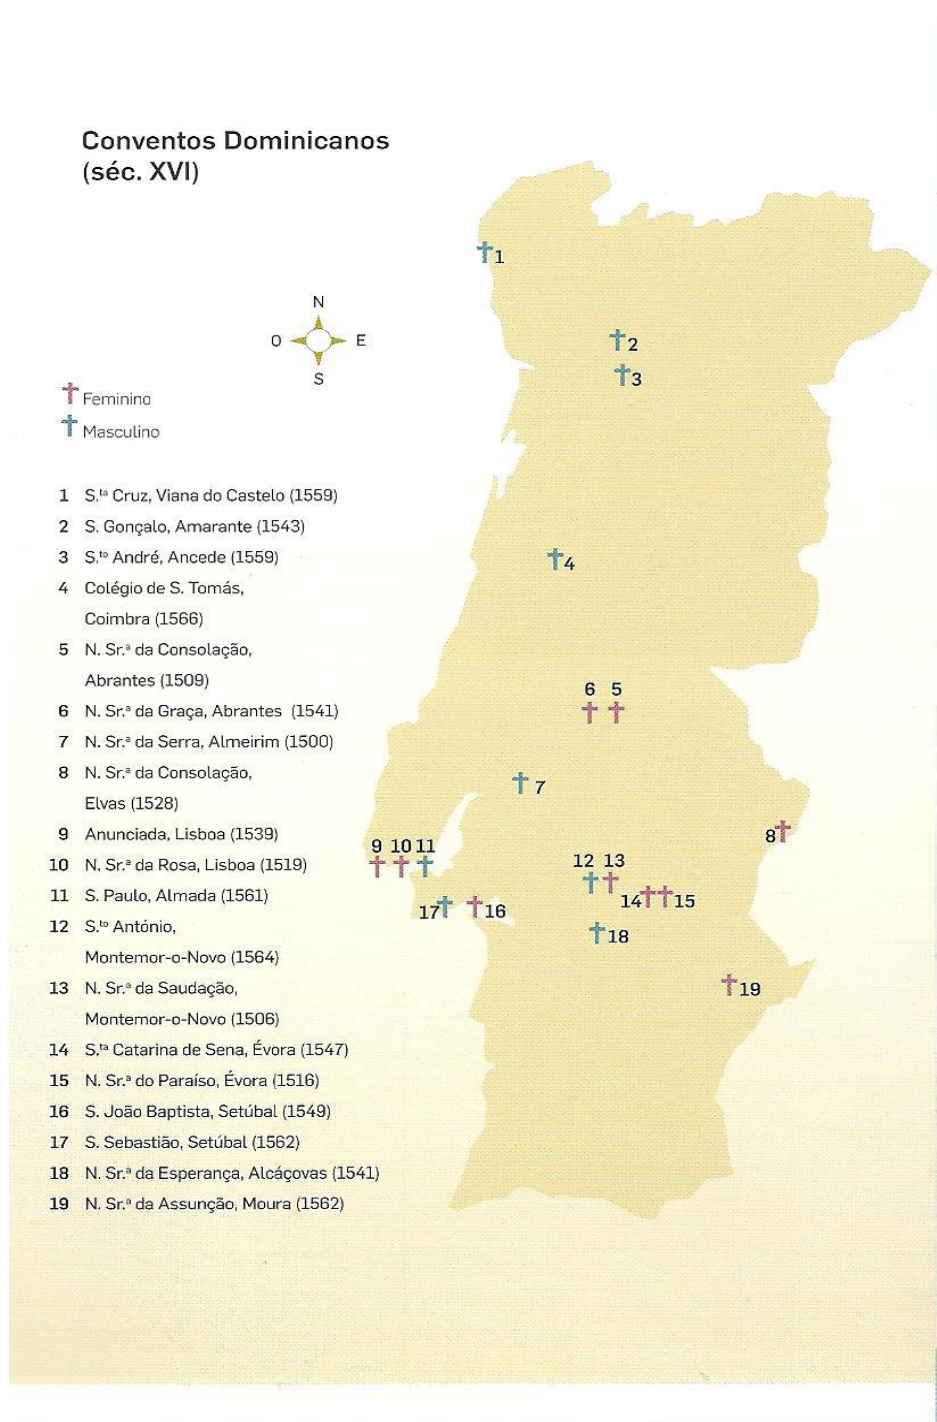 Conventos Dominicanos
(séc. XVI)
N
O E
S
Feminino
Masculino
1 S.ta Cruz, Viana do Castelo (1559)
2 S. Gonçalo, Amarante (1543)
3 S.to André, Ancede (1559)
4 Colégio de S. Tomás,
Coimbra (1566)
5 N. Sr.ª da Consolação,
Abrantes (1509)
6 N. Sr.ª da Graça, Abrantes (1541)
7 N. Sr.ª da Serra, Almeirim (1500)
8 N. Sr.ª da Consolação,
Elvas (1528)
9 Anunciada, Lisboa (1539)
10 N. Sr.ª da Rosa, Lisboa (1519)
11 S. Paulo, Almada (1561)
12 S.to António,
Montemor-o-Novo (1564)
13 N. Sr.ª da Saudação,
Montemor-o-Novo (1506)
14 S.ta Catarina de Sena, Évora (1547)
15 N. Sr.ª do Paraíso, Évora (1516)
16 S. João Baptista, Setúbal (1549)
17 S. Sebastião, Setúbal (1562)
18 N. Sr.ª da Esperança, Alcáçovas (1541)
19 N. Sr.ª da Assunção, Moura (1562)
1
2
3
4
6 5
7
8
9 10 11
12 13
14 15
17 16
18
19